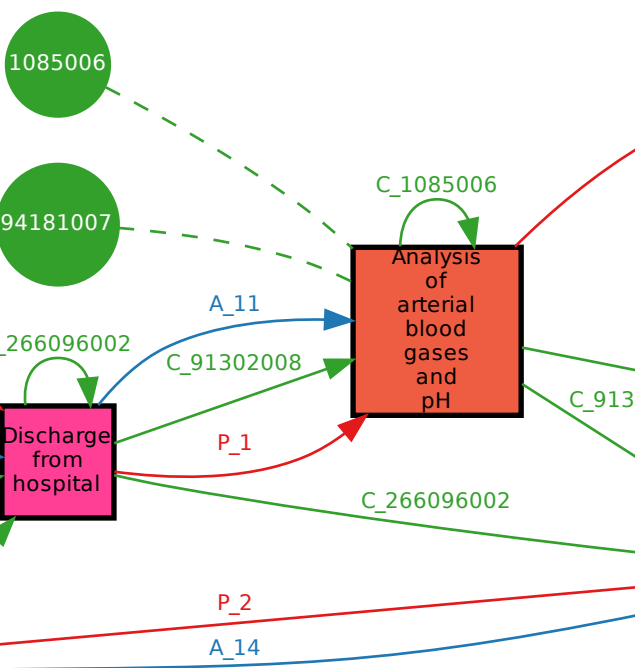 1085006
C_1085006
94181007
Analysis
of
arterial
blood
gases
and
pH
A_11
_266096002
C_91302008
C_913
Discharge
from
hospital
P_1
C_266096002
P_2
A_14